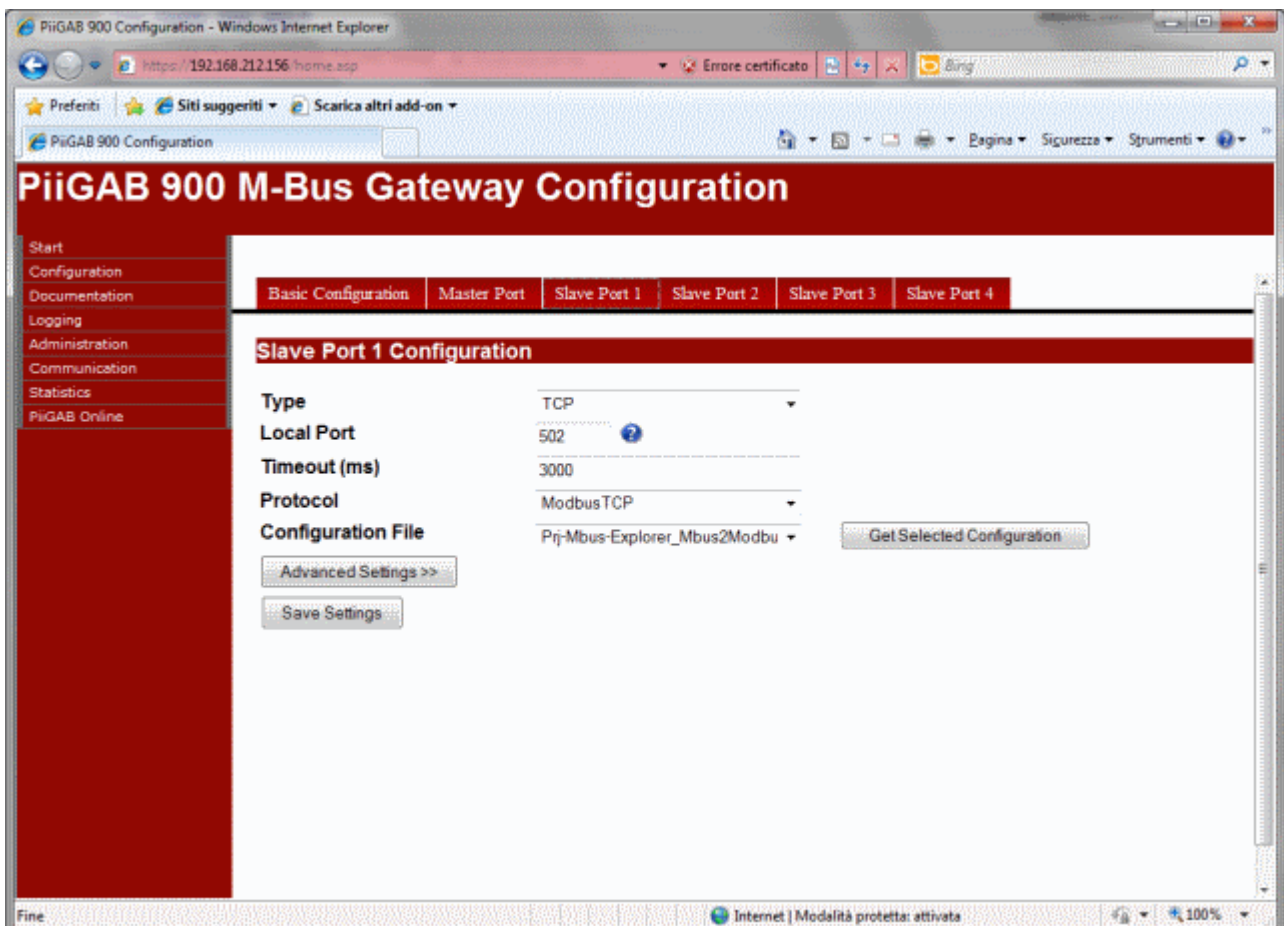 PiiGAB 900 Configuration - Windows Internet Explorer
https://192.168.212.156/home.asp Errore certificato Bing
Preferiti Siti suggeriti Scarica altri add-on
PiiGAB 900 Configuration Pagina Sicurezza Strumenti
PiiGAB 900 M-Bus Gateway Configuration
Start
Configuration
Documentation
Logging
Administration
Communication
Statistics
PiiGAB Online
Basic Configuration Master Port Slave Port 1 Slave Port 2 Slave Port 3 Slave Port 4
Slave Port 1 Configuration
Type TCP
Local Port 502
Timeout (ms) 3000
Protocol ModbusTCP
Configuration File Prj-Mbus-Explorer_Mbus2Modbu Get Selected Configuration
Advanced Settings >>
Save Settings
Fine Internet | Modalità protetta: attivata 100%